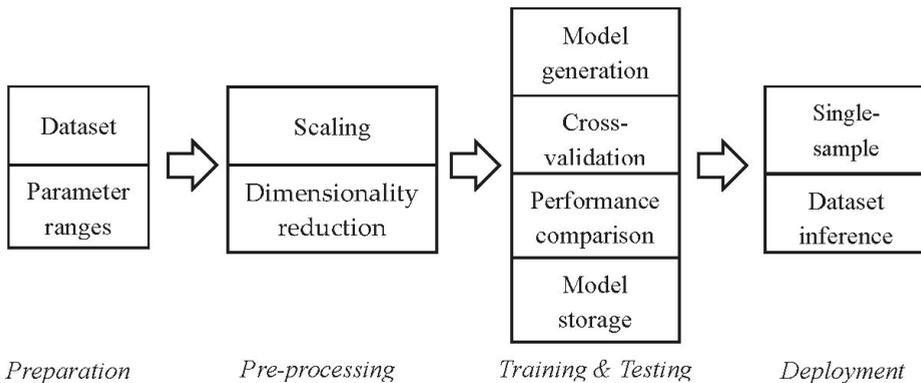 Dataset
Parameter
ranges
Scaling
Dimensionality
reduction
Model
generation
Cross-
validation
Performance
comparison
Model
storage
Single-
sample
Dataset
inference
Preparation
Pre-processing
Training & Testing
Deployment